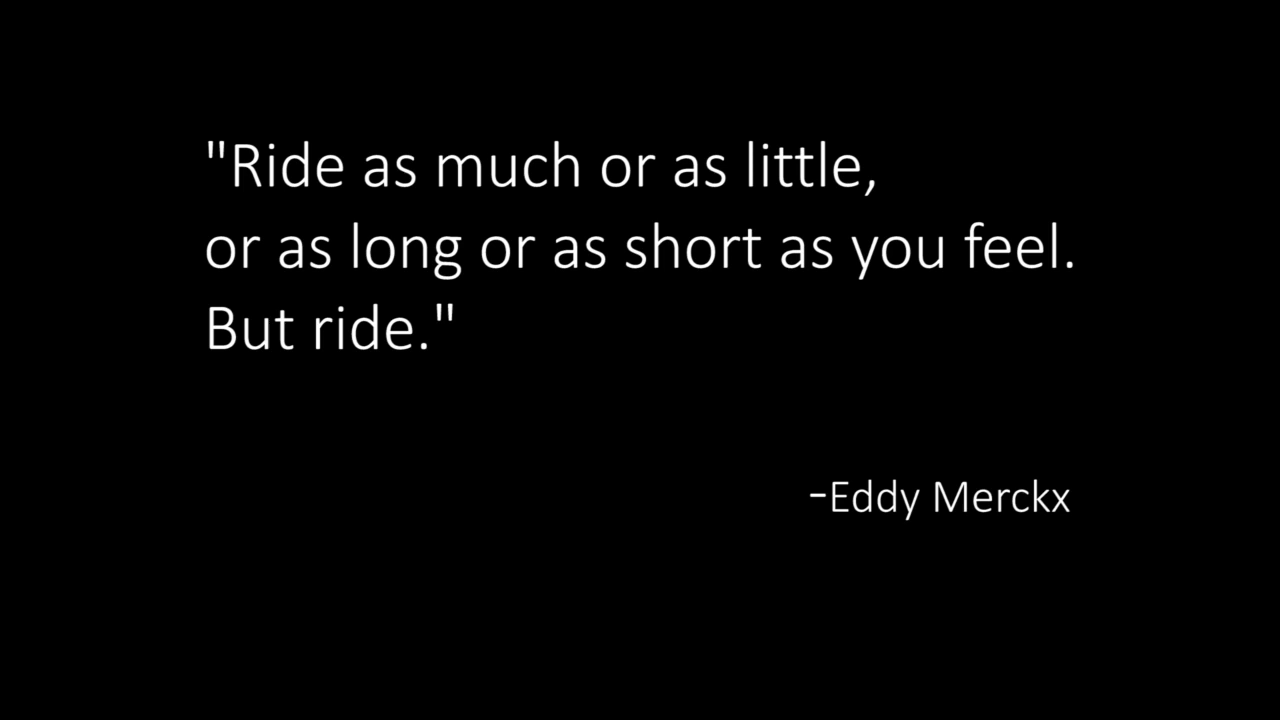 "Ride as much or as little,
or as long or as short as you feel.
But ride."
-Eddy Merckx